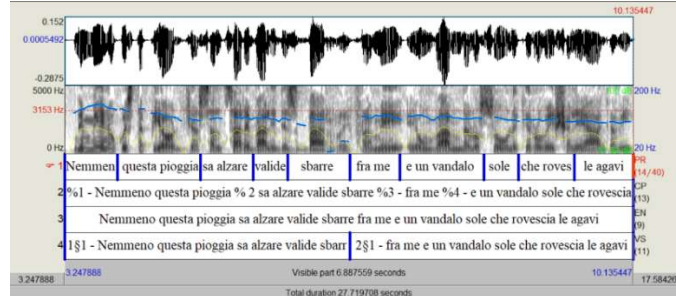 10.135447
0.152
0.0005492
-0.2875
5000 Hz 200 Hz
3153 Hz
0 Hz 20 Hz
1 Nemmen questa pioggia sa alzare valide sbarre fra me e un vandalo sole che roves le agavi PR (14/40)
2 %1 - Nemmeno questa pioggia % 2 sa alzare valide sbarre %3 - fra me %4 - e un vandalo sole che rovescia CP (13)
3 Nemmeno questa pioggia sa alzare valide sbarre fra me e un vandalo sole che rovescia le agavi EN (9)
4 1§1 - Nemmeno questa pioggia sa alzare valide sbarr 2§1 - fra me e un vandalo sole che rovescia le agavi VS (11)
3.247888 Visible part 6.887559 seconds 10.135447
3.247888 17.58426
Total duration 27.719708 seconds